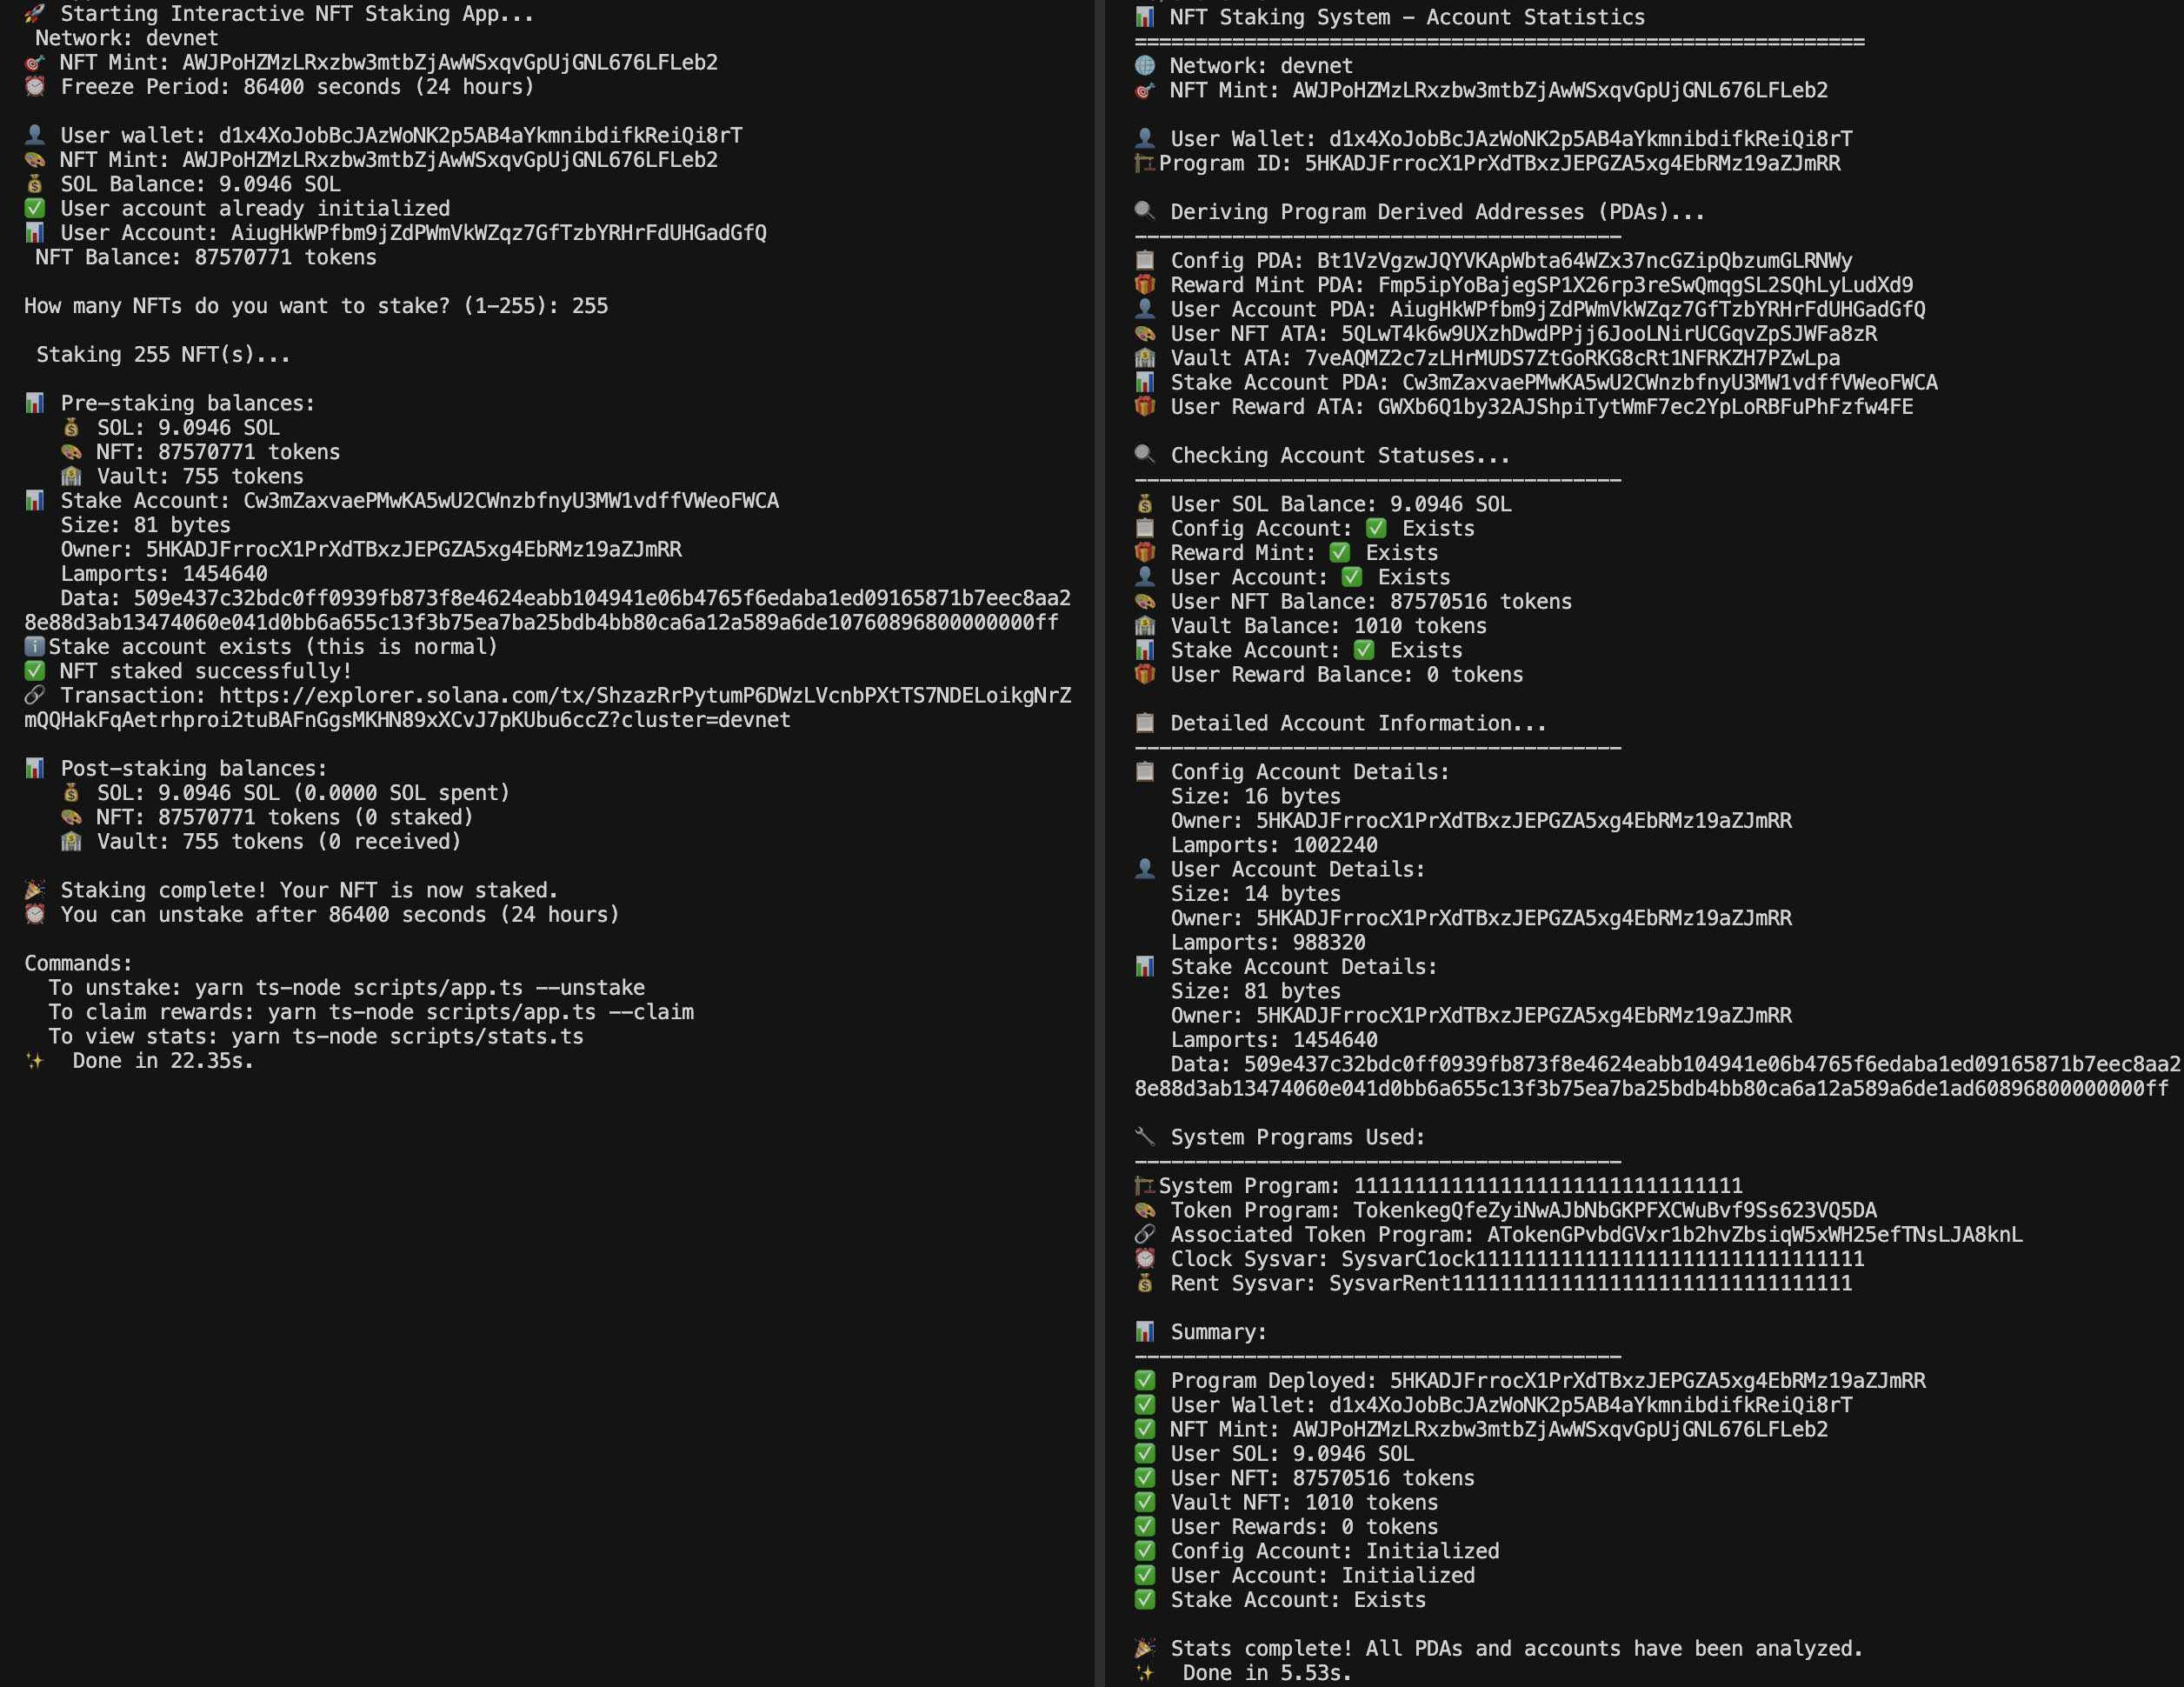 🚀 Starting Interactive NFT Staking App...
Network: devnet
🎯 NFT Mint: AWJPoHZMzLRxzbw3mtbZjAwWSxqvGpUjGNL676LFLeb2
⏰ Freeze Period: 86400 seconds (24 hours)
👤 User wallet: d1x4XoJobBcJAzWoNK2p5AB4aYkmnibdifkReiQi8rT
🎨 NFT Mint: AWJPoHZMzLRxzbw3mtbZjAwWSxqvGpUjGNL676LFLeb2
💰 SOL Balance: 9.0946 SOL
✅ User account already initialized
📊 User Account: AiugHkWPfbm9jZdPWmVkWZqz7GfTzbYRHrFdUHGadGfQ
NFT Balance: 87570771 tokens
How many NFTs do you want to stake? (1-255): 255
Staking 255 NFT(s)...
📊 Pre-staking balances:
💰 SOL: 9.0946 SOL
🎨 NFT: 87570771 tokens
🏦 Vault: 755 tokens
📊 Stake Account: Cw3mZaxvaePMwKA5wU2CWnzbfnyU3MW1vdffVWeoFWCA
Size: 81 bytes
Owner: 5HKADJFrrocX1PrXdTBxzJEPGZA5xg4EbRMz19aZJmRR
Lamports: 1454640
Data: 509e437c32bdc0ff0939fb873f8e4624eabb104941e06b4765f6edaba1ed09165871b7eec8aa2
8e88d3ab13474060e041d0bb6a655c13f3b75ea7ba25bdb4bb80ca6a12a589a6de10760896800000000ff
ℹ️Stake account exists (this is normal)
✅ NFT staked successfully!
🔗 Transaction: https://explorer.solana.com/tx/ShzazRrPytumP6DWzLVcnbPXtTS7NDELoikgNrZ
mQQHakFqAetrhproi2tuBAFnGgsMKHN89xXCvJ7pKUbu6ccZ?cluster=devnet
📊 Post-staking balances:
💰 SOL: 9.0946 SOL (0.0000 SOL spent)
🎨 NFT: 87570771 tokens (0 staked)
🏦 Vault: 755 tokens (0 received)
🎉 Staking complete! Your NFT is now staked.
⏰ You can unstake after 86400 seconds (24 hours)
Commands:
To unstake: yarn ts-node scripts/app.ts --unstake
To claim rewards: yarn ts-node scripts/app.ts --claim
To view stats: yarn ts-node scripts/stats.ts
✨ Done in 22.35s.
📊 NFT Staking System - Account Statistics
============================================================
🌐 Network: devnet
🎯 NFT Mint: AWJPoHZMzLRxzbw3mtbZjAwWSxqvGpUjGNL676LFLeb2
👤 User Wallet: d1x4XoJobBcJAzWoNK2p5AB4aYkmnibdifkReiQi8rT
🏗️Program ID: 5HKADJFrrocX1PrXdTBxzJEPGZA5xg4EbRMz19aZJmRR
🔍 Deriving Program Derived Addresses (PDAs)...
----------------------------------------
📋 Config PDA: Bt1VzVgzwJQYVKApWbta64WZx37ncGZipQbzumGLRNWy
🎁 Reward Mint PDA: Fmp5ipYoBajegSP1X26rp3reSwQmqgSL2SQhLyLudXd9
👤 User Account PDA: AiugHkWPfbm9jZdPWmVkWZqz7GfTzbYRHrFdUHGadGfQ
🎨 User NFT ATA: 5QLwT4k6w9UXzhDwdPPjj6JooLNirUCGqvZpSJWFa8zR
🏦 Vault ATA: 7veAQMZ2c7zLHrMUDS7ZtGoRKG8cRt1NFRKZH7PZwLpa
📊 Stake Account PDA: Cw3mZaxvaePMwKA5wU2CWnzbfnyU3MW1vdffVWeoFWCA
🎁 User Reward ATA: GWXb6Q1by32AJShpiTytWmF7ec2YpLoRBFuPhFzfw4FE
🔍 Checking Account Statuses...
----------------------------------------
💰 User SOL Balance: 9.0946 SOL
📋 Config Account: ✅ Exists
🎁 Reward Mint: ✅ Exists
👤 User Account: ✅ Exists
🎨 User NFT Balance: 87570516 tokens
🏦 Vault Balance: 1010 tokens
📊 Stake Account: ✅ Exists
🎁 User Reward Balance: 0 tokens
📋 Detailed Account Information...
----------------------------------------
📋 Config Account Details:
Size: 16 bytes
Owner: 5HKADJFrrocX1PrXdTBxzJEPGZA5xg4EbRMz19aZJmRR
Lamports: 1002240
👤 User Account Details:
Size: 14 bytes
Owner: 5HKADJFrrocX1PrXdTBxzJEPGZA5xg4EbRMz19aZJmRR
Lamports: 988320
📊 Stake Account Details:
Size: 81 bytes
Owner: 5HKADJFrrocX1PrXdTBxzJEPGZA5xg4EbRMz19aZJmRR
Lamports: 1454640
Data: 509e437c32bdc0ff0939fb873f8e4624eabb104941e06b4765f6edaba1ed09165871b7eec8aa2
8e88d3ab13474060e041d0bb6a655c13f3b75ea7ba25bdb4bb80ca6a12a589a6de1ad60896800000000ff
🔧 System Programs Used:
----------------------------------------
🏗️System Program: 11111111111111111111111111111111
🎨 Token Program: TokenkegQfeZyiNwAJbNbGKPFXCWuBvf9Ss623VQ5DA
🔗 Associated Token Program: ATokenGPvbdGVxr1b2hvZbsiqW5xWH25efTNsLJA8knL
⏰ Clock Sysvar: SysvarC1ock11111111111111111111111111111111
💰 Rent Sysvar: SysvarRent111111111111111111111111111111111
📊 Summary:
----------------------------------------
✅ Program Deployed: 5HKADJFrrocX1PrXdTBxzJEPGZA5xg4EbRMz19aZJmRR
✅ User Wallet: d1x4XoJobBcJAzWoNK2p5AB4aYkmnibdifkReiQi8rT
✅ NFT Mint: AWJPoHZMzLRxzbw3mtbZjAwWSxqvGpUjGNL676LFLeb2
✅ User SOL: 9.0946 SOL
✅ User NFT: 87570516 tokens
✅ Vault NFT: 1010 tokens
✅ User Rewards: 0 tokens
✅ Config Account: Initialized
✅ User Account: Initialized
✅ Stake Account: Exists
🎉 Stats complete! All PDAs and accounts have been analyzed.
✨ Done in 5.53s.